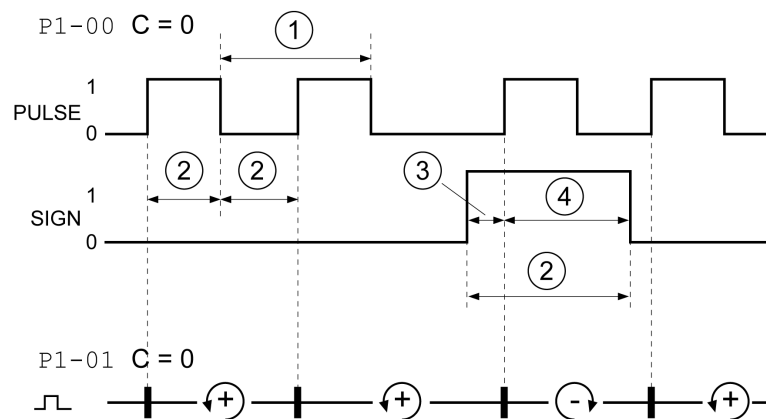 P1-00 C = 0
1
1
PULSE
0
2 2 3
1 4
SIGN
0
2
P1-01 C = 0
+ + - +